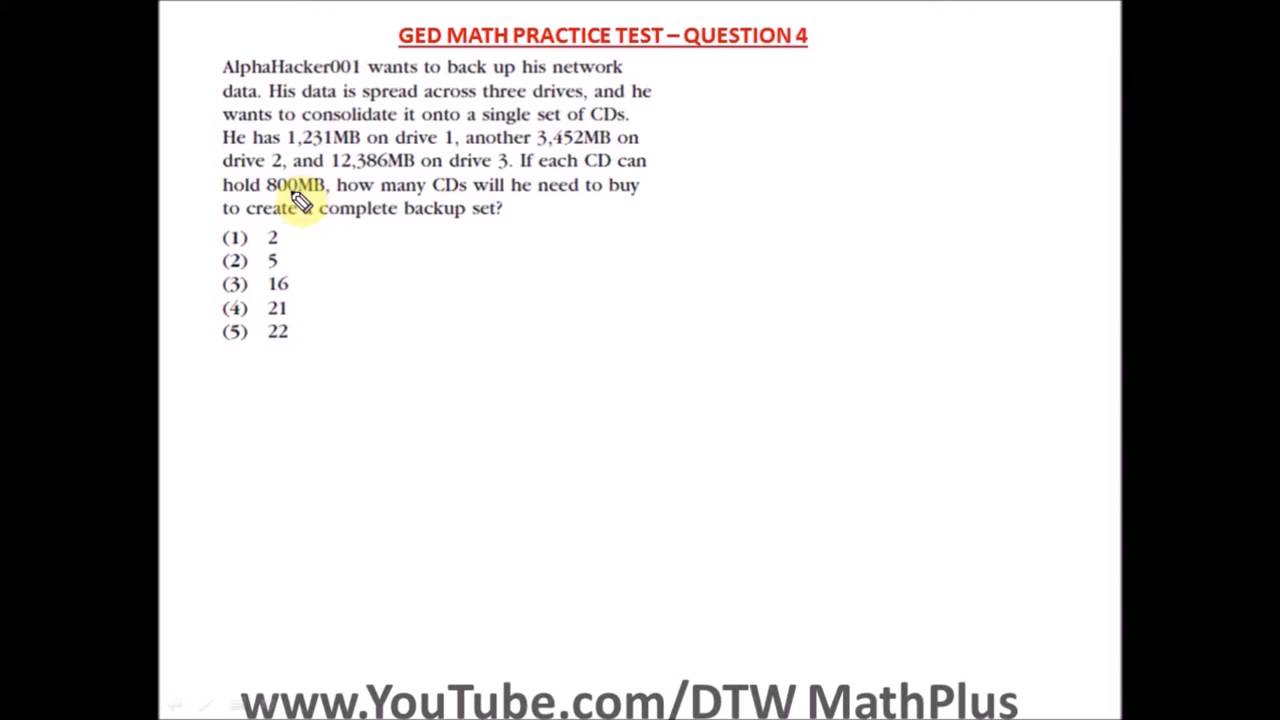 GED MATH PRACTICE TEST – QUESTION 4
AlphaHacker001 wants to back up his network
data. His data is spread across three drives, and he
wants to consolidate it onto a single set of CDs.
He has 1,231MB on drive 1, another 3,452MB on
drive 2, and 12,386MB on drive 3. If each CD can
hold 800MB, how many CDs will he need to buy
to create a complete backup set?
(1) 2
(2) 5
(3) 16
(4) 21
(5) 22
www.YouTube.com/DTW MathPlus